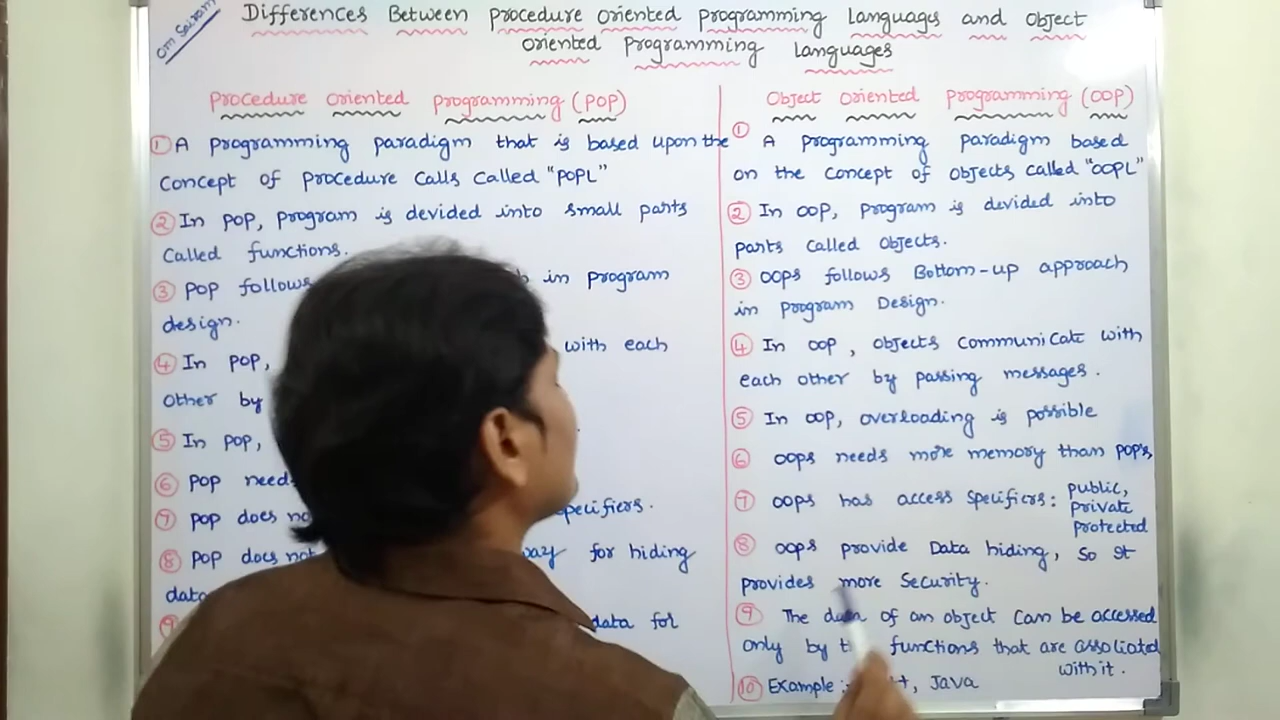 om Sairam
Differences Between procedure oriented programming languages and object
oriented programming languages
procedure oriented programming (POP)
① A programming paradigm that is based upon the
concept of procedure calls called "POPL"
② In POP, program is devided into small parts
called functions.
③ POP follows in program
design.
④ In POP, with each
other by
⑤ In POP,
⑥ POP need
⑦ POP does no specifiers.
⑧ POP does not way for hiding
data
⑨ data for
Object oriented programming (OOP)
① A programming paradigm based
on the concept of objects called "OOPL"
② In OOP, program is devided into
parts called objects.
③ OOPs follows Bottom-up approach
in program Design.
④ In OOP, objects communicate with
each other by passing messages.
⑤ In OOP, overloading is possible
⑥ OOPs needs more memory than POP's,
⑦ OOPs has access specifiers: public,
private
protected
⑧ OOPs provide Data hiding, so It
provides more security.
⑨ The data of an object can be accessed
only by functions that are associated
with it.
⑩ Example :- Java